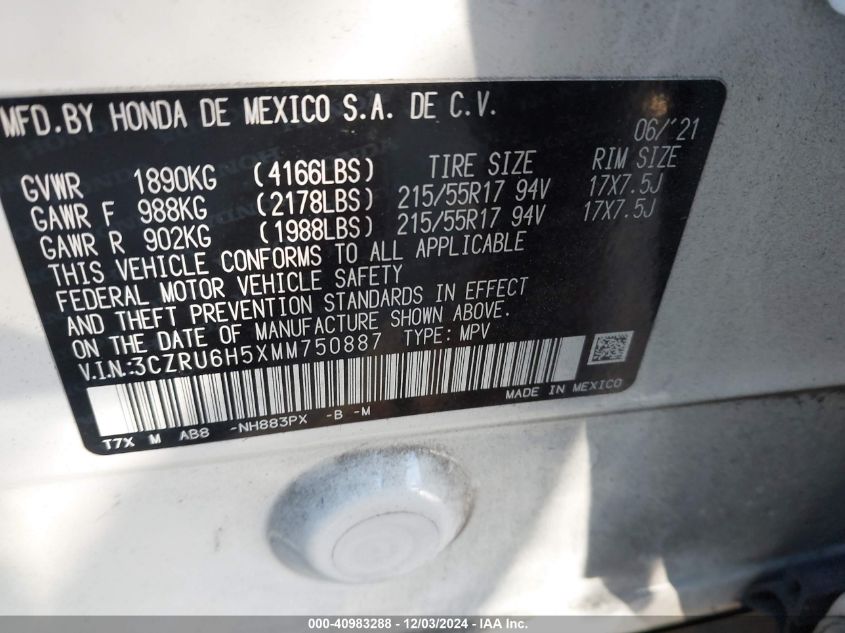 MFD.BY HONDA DE MEXICO S.A. DE C.V.
06/'21
GVWR 1890KG (4166LBS) TIRE SIZE RIM SIZE
GAWR F 988KG (2178LBS) 215/55R17 94V 17X7.5J
GAWR R 902KG (1988LBS) 215/55R17 94V 17X7.5J
THIS VEHICLE CONFORMS TO ALL APPLICABLE
FEDERAL MOTOR VEHICLE SAFETY
AND THEFT PREVENTION STANDARDS IN EFFECT
ON THE DATE OF MANUFACTURE SHOWN ABOVE.
V.I.N:3CZRU6H5XMM750887 TYPE: MPV
MADE IN MEXICO
T7X M AB8 -NH883PX -B -M
000-40983288 - 12/03/2024 - IAA Inc.